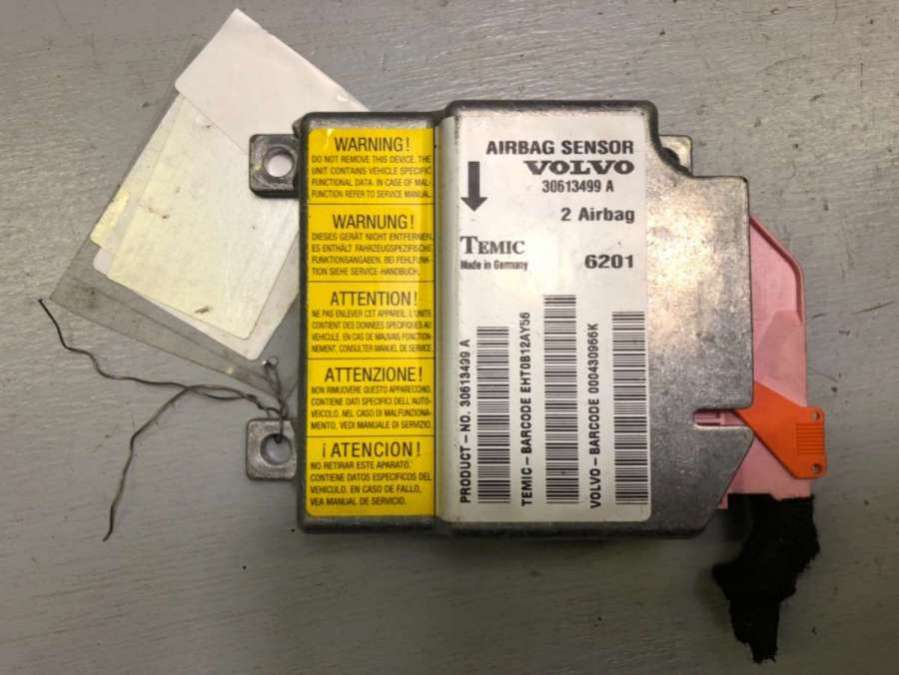 WARNING!
DO NOT REMOVE THIS DEVICE. THE
UNIT CONTAINS VEHICLE SPECIFIC
FUNCTIONAL DATA. IN CASE OF MAL-
FUNCTION REFER TO SERVICE MANUAL.
WARNUNG!
DIESES GERÄT NICHT ENTFERNEN,
ES ENTHÄLT FAHRZEUGSPEZIFISCHE
FUNKTIONSANGABEN. BEI FEHLFUNK-
TION SIEHE SERVICE-HANDBUCH.
ATTENTION!
NE PAS ENLEVER CET APPAREIL. L'UNITE
CONTIENT DES DONNEES SPECIFIQUES AU
VEHICULE. EN CAS DE MAUVAIS FONCTION-
NEMENT, CONSULTER MANUEL DE SERVICE
ATTENZIONE!
NON RIMUOVERE QUESTO APPARECCHIO.
CONTIENE DATI SPECIFICI DELL'AUTO-
VEICOLO. NEL CASO DI MALFUNZIONA-
MENTO, VEDI MANUALE DI SERVIZIO.
¡ATENCION!
NO RETIRAR ESTE APARATO.
CONTIENE DATOS ESPECIFICOS DEL
VEHICULO. EN CASO DE FALLO,
VEA MANUAL DE SERVICIO.
AIRBAG SENSOR
VOLVO
30613499 A
2 Airbag
TEMIC
Made in Germany
6201
PRODUCT-NO. 30613499 A
TEMIC-BARCODE EHT0B12AY56
VOLVO-BARCODE 000430966K